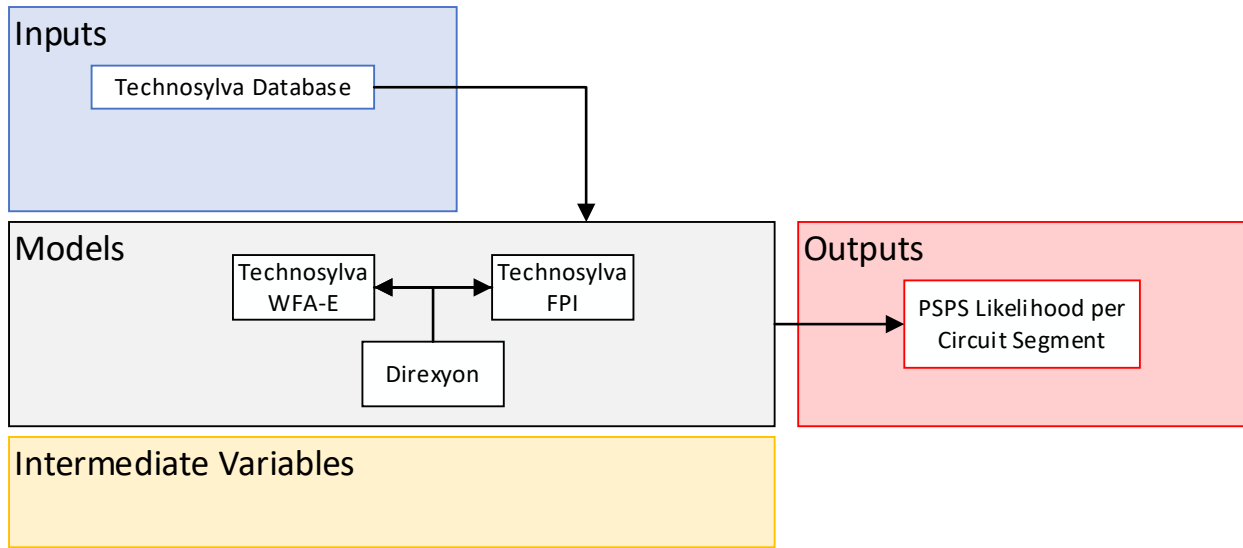 Inputs
Technosylva Database
Models
Technosylva
WFA-E
Technosylva
FPI
Direxyon
Outputs
PSPS Likelihood per
Circuit Segment
Intermediate Variables